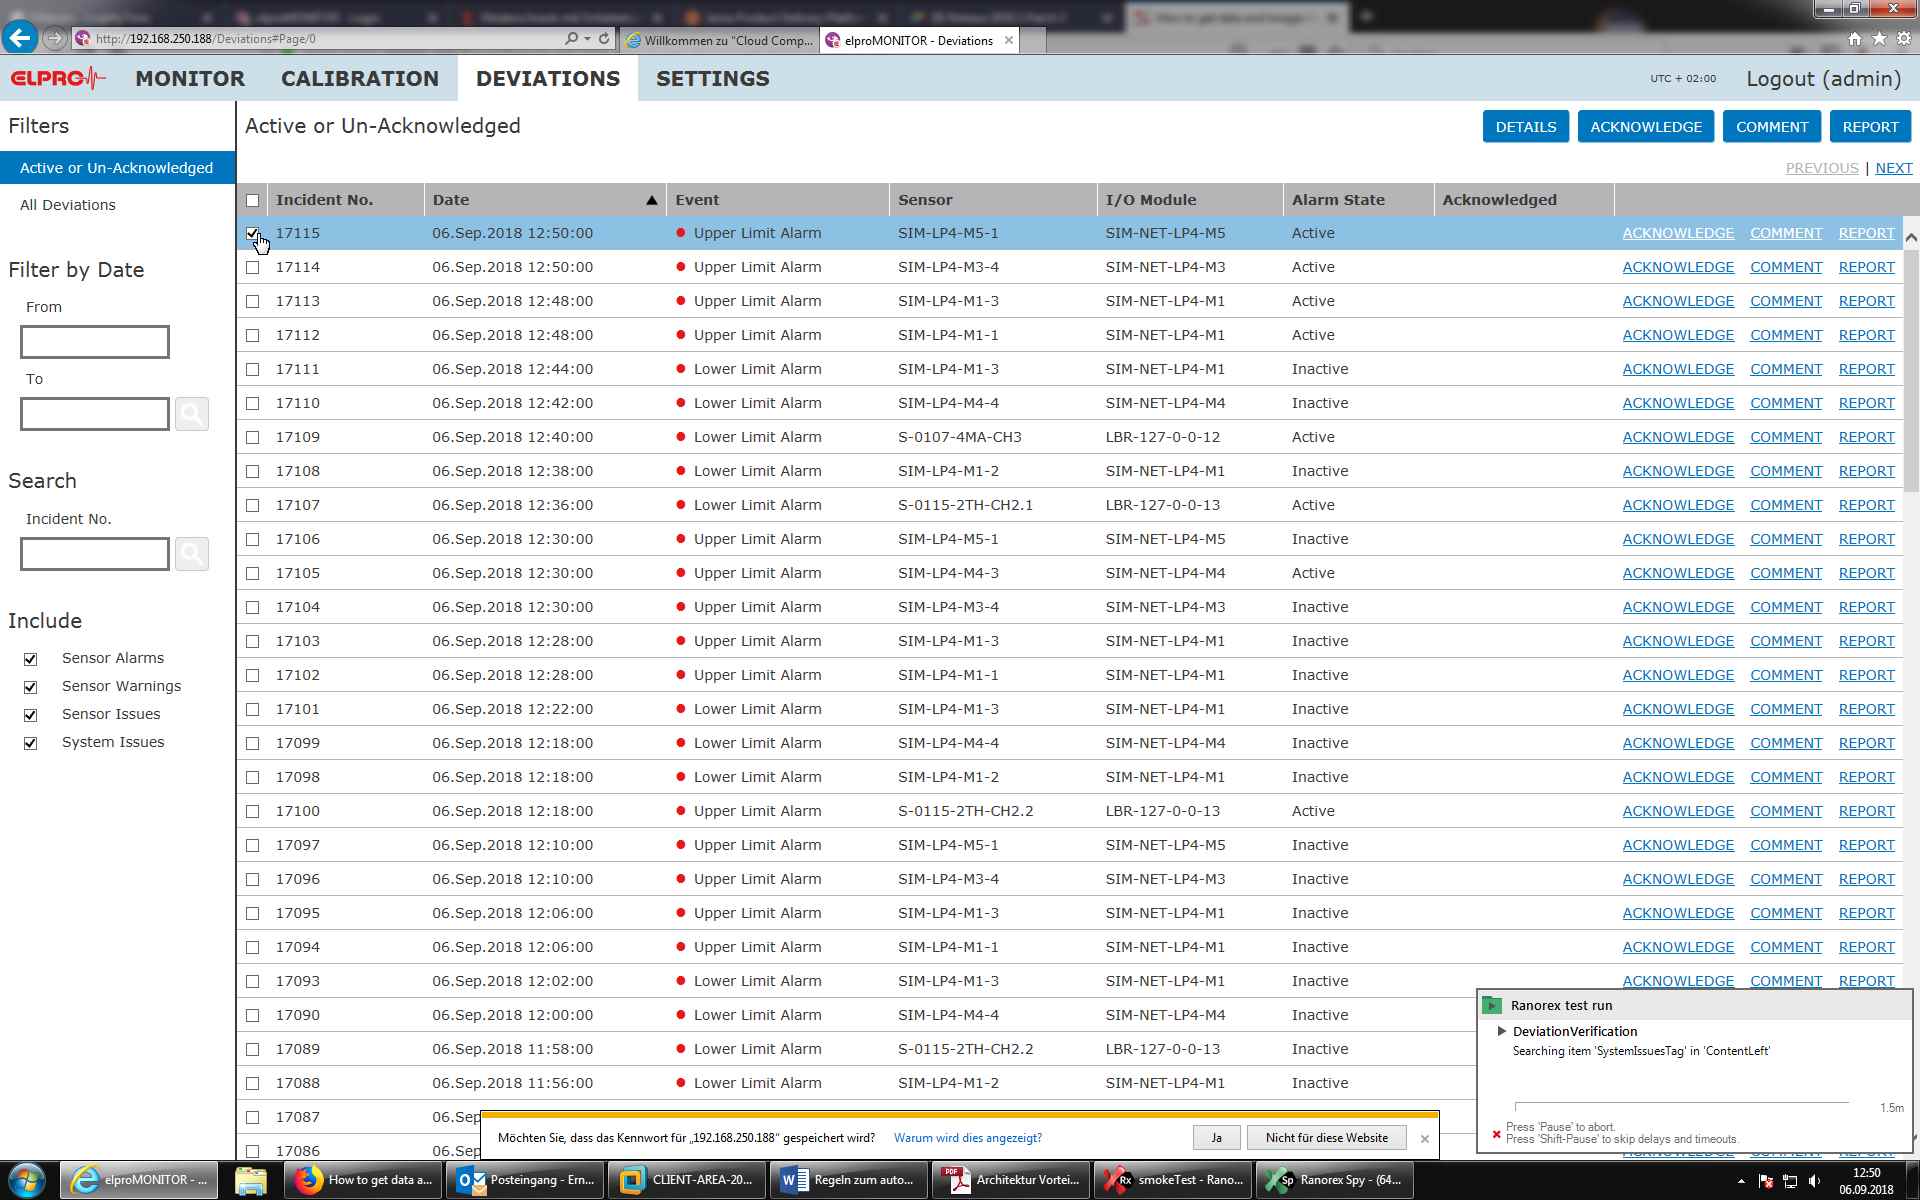 http://192.168.250.188/Deviations#Page/0
Willkommen zu "Cloud Comp...
elproMONITOR - Deviations
ELPRO
MONITOR
CALIBRATION
DEVIATIONS
SETTINGS
UTC + 02:00
Logout (admin)
Filters
Active or Un-Acknowledged
All Deviations
Filter by Date
From
To
Search
Incident No.
Include
Sensor Alarms
Sensor Warnings
Sensor Issues
System Issues
Active or Un-Acknowledged
DETAILS ACKNOWLEDGE COMMENT REPORT
PREVIOUS | NEXT
Incident No. Date Event Sensor I/O Module Alarm State Acknowledged
17115 06.Sep.2018 12:50:00 Upper Limit Alarm SIM-LP4-M5-1 SIM-NET-LP4-M5 Active ACKNOWLEDGE COMMENT REPORT
17114 06.Sep.2018 12:50:00 Upper Limit Alarm SIM-LP4-M3-4 SIM-NET-LP4-M3 Active ACKNOWLEDGE COMMENT REPORT
17113 06.Sep.2018 12:48:00 Upper Limit Alarm SIM-LP4-M1-3 SIM-NET-LP4-M1 Active ACKNOWLEDGE COMMENT REPORT
17112 06.Sep.2018 12:48:00 Upper Limit Alarm SIM-LP4-M1-1 SIM-NET-LP4-M1 Active ACKNOWLEDGE COMMENT REPORT
17111 06.Sep.2018 12:44:00 Lower Limit Alarm SIM-LP4-M1-3 SIM-NET-LP4-M1 Inactive ACKNOWLEDGE COMMENT REPORT
17110 06.Sep.2018 12:42:00 Lower Limit Alarm SIM-LP4-M4-4 SIM-NET-LP4-M4 Inactive ACKNOWLEDGE COMMENT REPORT
17109 06.Sep.2018 12:40:00 Lower Limit Alarm S-0107-4MA-CH3 LBR-127-0-0-12 Active ACKNOWLEDGE COMMENT REPORT
17108 06.Sep.2018 12:38:00 Lower Limit Alarm SIM-LP4-M1-2 SIM-NET-LP4-M1 Inactive ACKNOWLEDGE COMMENT REPORT
17107 06.Sep.2018 12:36:00 Lower Limit Alarm S-0115-2TH-CH2.1 LBR-127-0-0-13 Active ACKNOWLEDGE COMMENT REPORT
17106 06.Sep.2018 12:30:00 Upper Limit Alarm SIM-LP4-M5-1 SIM-NET-LP4-M5 Inactive ACKNOWLEDGE COMMENT REPORT
17105 06.Sep.2018 12:30:00 Upper Limit Alarm SIM-LP4-M4-3 SIM-NET-LP4-M4 Active ACKNOWLEDGE COMMENT REPORT
17104 06.Sep.2018 12:30:00 Upper Limit Alarm SIM-LP4-M3-4 SIM-NET-LP4-M3 Inactive ACKNOWLEDGE COMMENT REPORT
17103 06.Sep.2018 12:28:00 Upper Limit Alarm SIM-LP4-M1-3 SIM-NET-LP4-M1 Inactive ACKNOWLEDGE COMMENT REPORT
17102 06.Sep.2018 12:28:00 Upper Limit Alarm SIM-LP4-M1-1 SIM-NET-LP4-M1 Inactive ACKNOWLEDGE COMMENT REPORT
17101 06.Sep.2018 12:22:00 Lower Limit Alarm SIM-LP4-M1-3 SIM-NET-LP4-M1 Inactive ACKNOWLEDGE COMMENT REPORT
17099 06.Sep.2018 12:18:00 Lower Limit Alarm SIM-LP4-M4-4 SIM-NET-LP4-M4 Inactive ACKNOWLEDGE COMMENT REPORT
17098 06.Sep.2018 12:18:00 Lower Limit Alarm SIM-LP4-M1-2 SIM-NET-LP4-M1 Inactive ACKNOWLEDGE COMMENT REPORT
17100 06.Sep.2018 12:18:00 Upper Limit Alarm S-0115-2TH-CH2.2 LBR-127-0-0-13 Active ACKNOWLEDGE COMMENT REPORT
17097 06.Sep.2018 12:10:00 Upper Limit Alarm SIM-LP4-M5-1 SIM-NET-LP4-M5 Inactive ACKNOWLEDGE COMMENT REPORT
17096 06.Sep.2018 12:10:00 Upper Limit Alarm SIM-LP4-M3-4 SIM-NET-LP4-M3 Inactive ACKNOWLEDGE COMMENT REPORT
17095 06.Sep.2018 12:06:00 Upper Limit Alarm SIM-LP4-M1-3 SIM-NET-LP4-M1 Inactive ACKNOWLEDGE COMMENT REPORT
17094 06.Sep.2018 12:06:00 Upper Limit Alarm SIM-LP4-M1-1 SIM-NET-LP4-M1 Inactive ACKNOWLEDGE COMMENT REPORT
17093 06.Sep.2018 12:02:00 Lower Limit Alarm SIM-LP4-M1-3 SIM-NET-LP4-M1 Inactive ACKNOWLEDGE COMMENT REPORT
17090 06.Sep.2018 12:00:00 Lower Limit Alarm SIM-LP4-M4-4 SIM-NET-LP4-M4 Inactive
17089 06.Sep.2018 11:58:00 Lower Limit Alarm S-0115-2TH-CH2.2 LBR-127-0-0-13 Inactive
17088 06.Sep.2018 11:56:00 Lower Limit Alarm SIM-LP4-M1-2 SIM-NET-LP4-M1 Inactive
17087 06.Sep
17086 06.Sep
Möchten Sie, dass das Kennwort für „192.168.250.188“ gespeichert wird? Warum wird dies angezeigt? Ja Nicht für diese Website
Ranorex test run
DeviationVerification
Searching item 'SystemIssuesTag' in 'ContentLeft'
1.5m
Press 'Pause' to abort.
Press 'Shift-Pause' to skip delays and timeouts.
elproMONITOR - ...
How to get data a...
Posteingang - Ern...
CLIENT-AREA-20...
Regeln zum auto...
Architektur Vortei...
smokeTest - Rano...
Ranorex Spy - (64...
12:50
06.09.2018